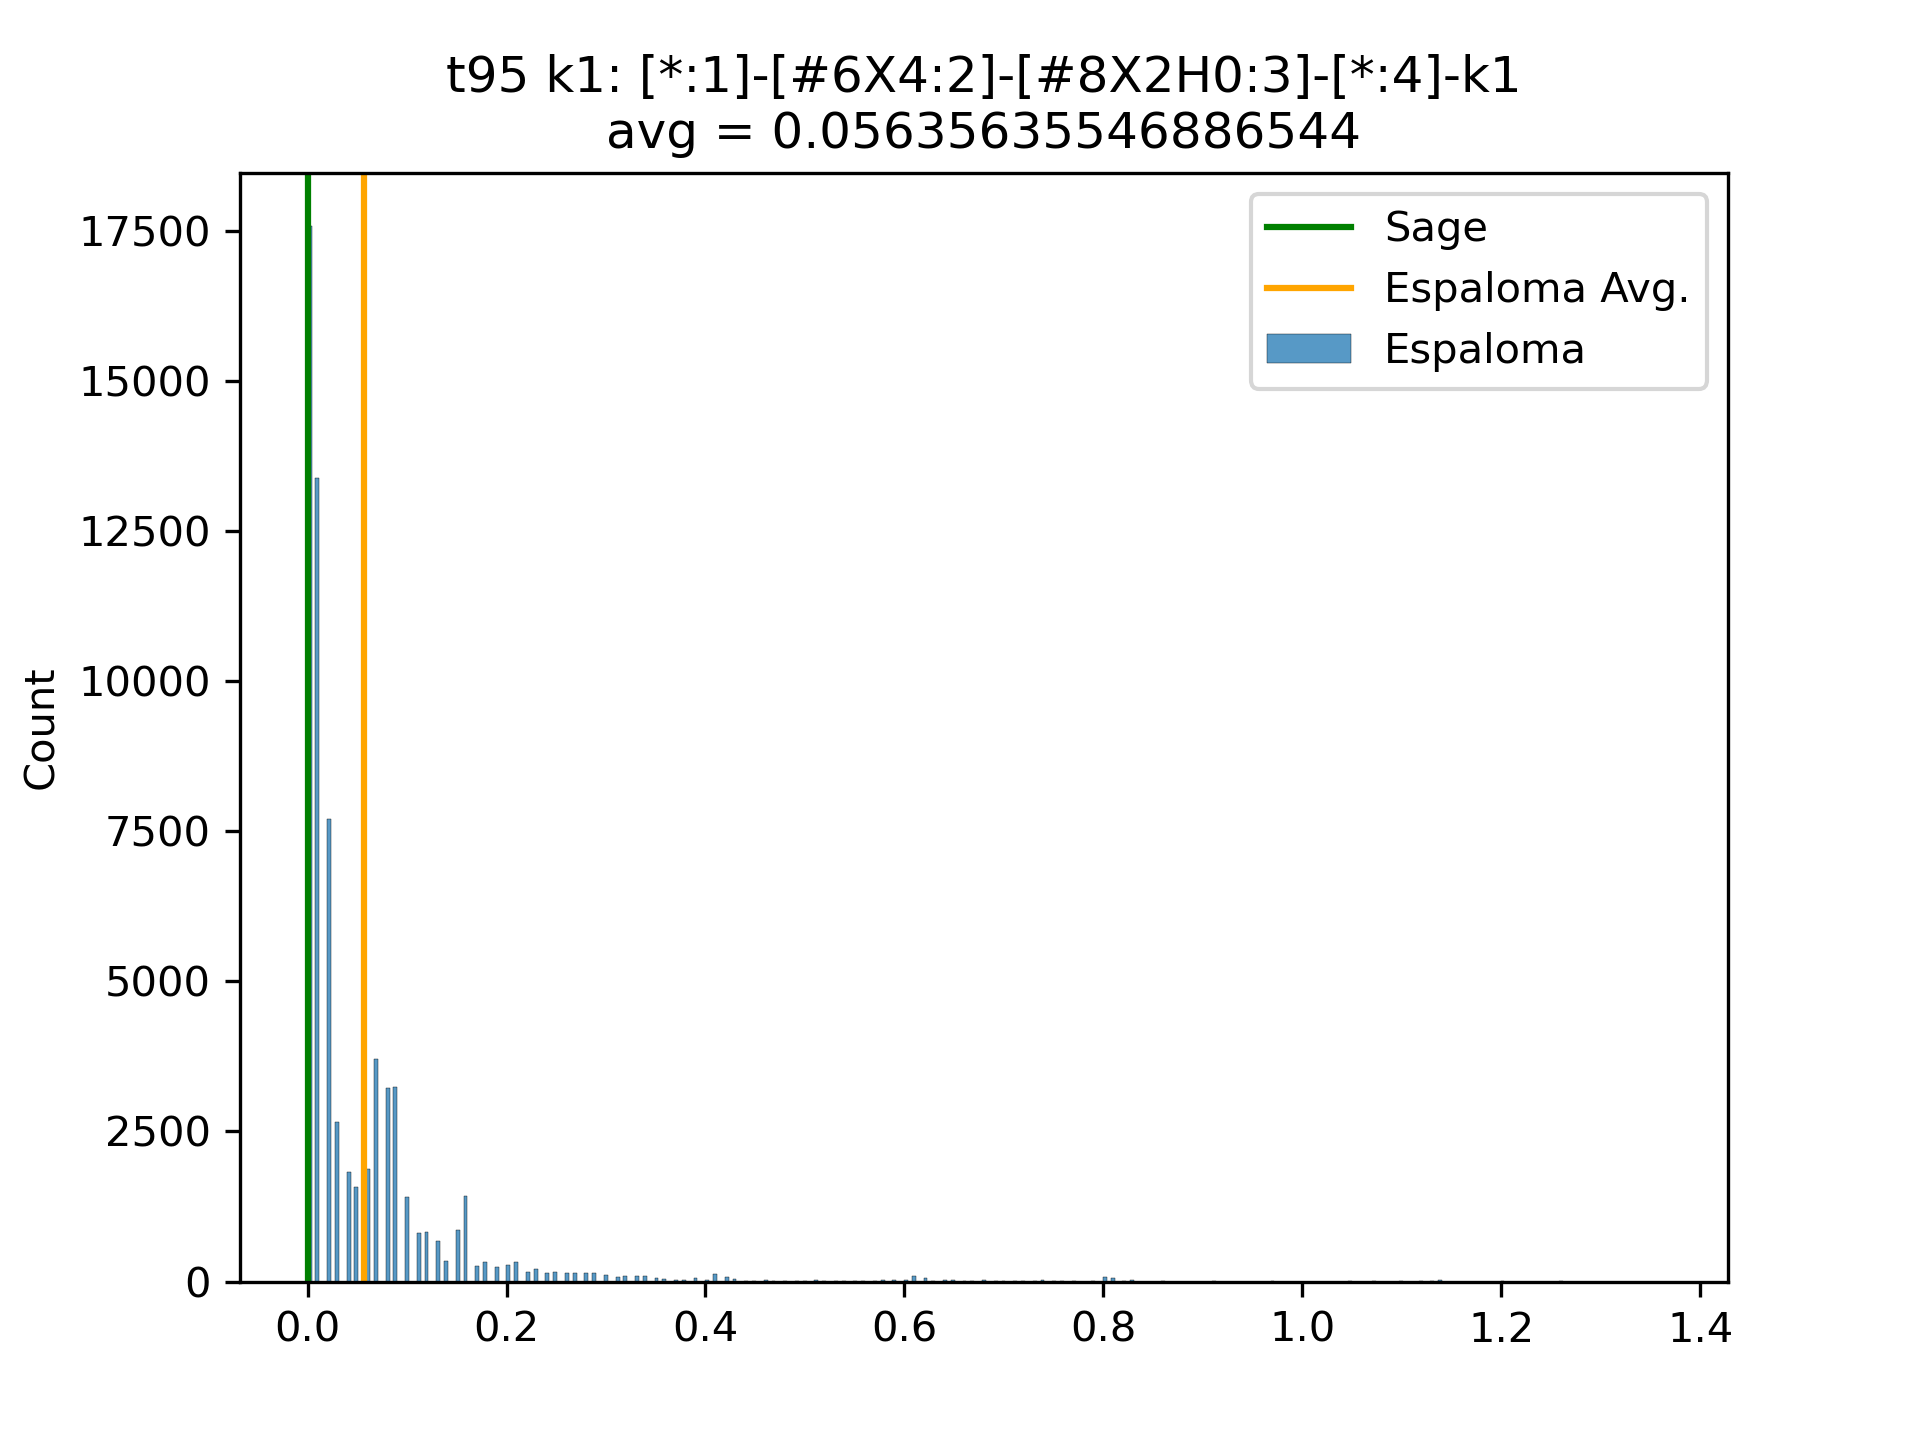 t95 k1: [*:1]-[#6X4:2]-[#8X2H0:3]-[*:4]-k1
avg = 0.05635635546886544
Sage
Espaloma Avg.
Espaloma
17500
15000
12500
10000
7500
5000
2500
0
Count
0.0 0.2 0.4 0.6 0.8 1.0 1.2 1.4